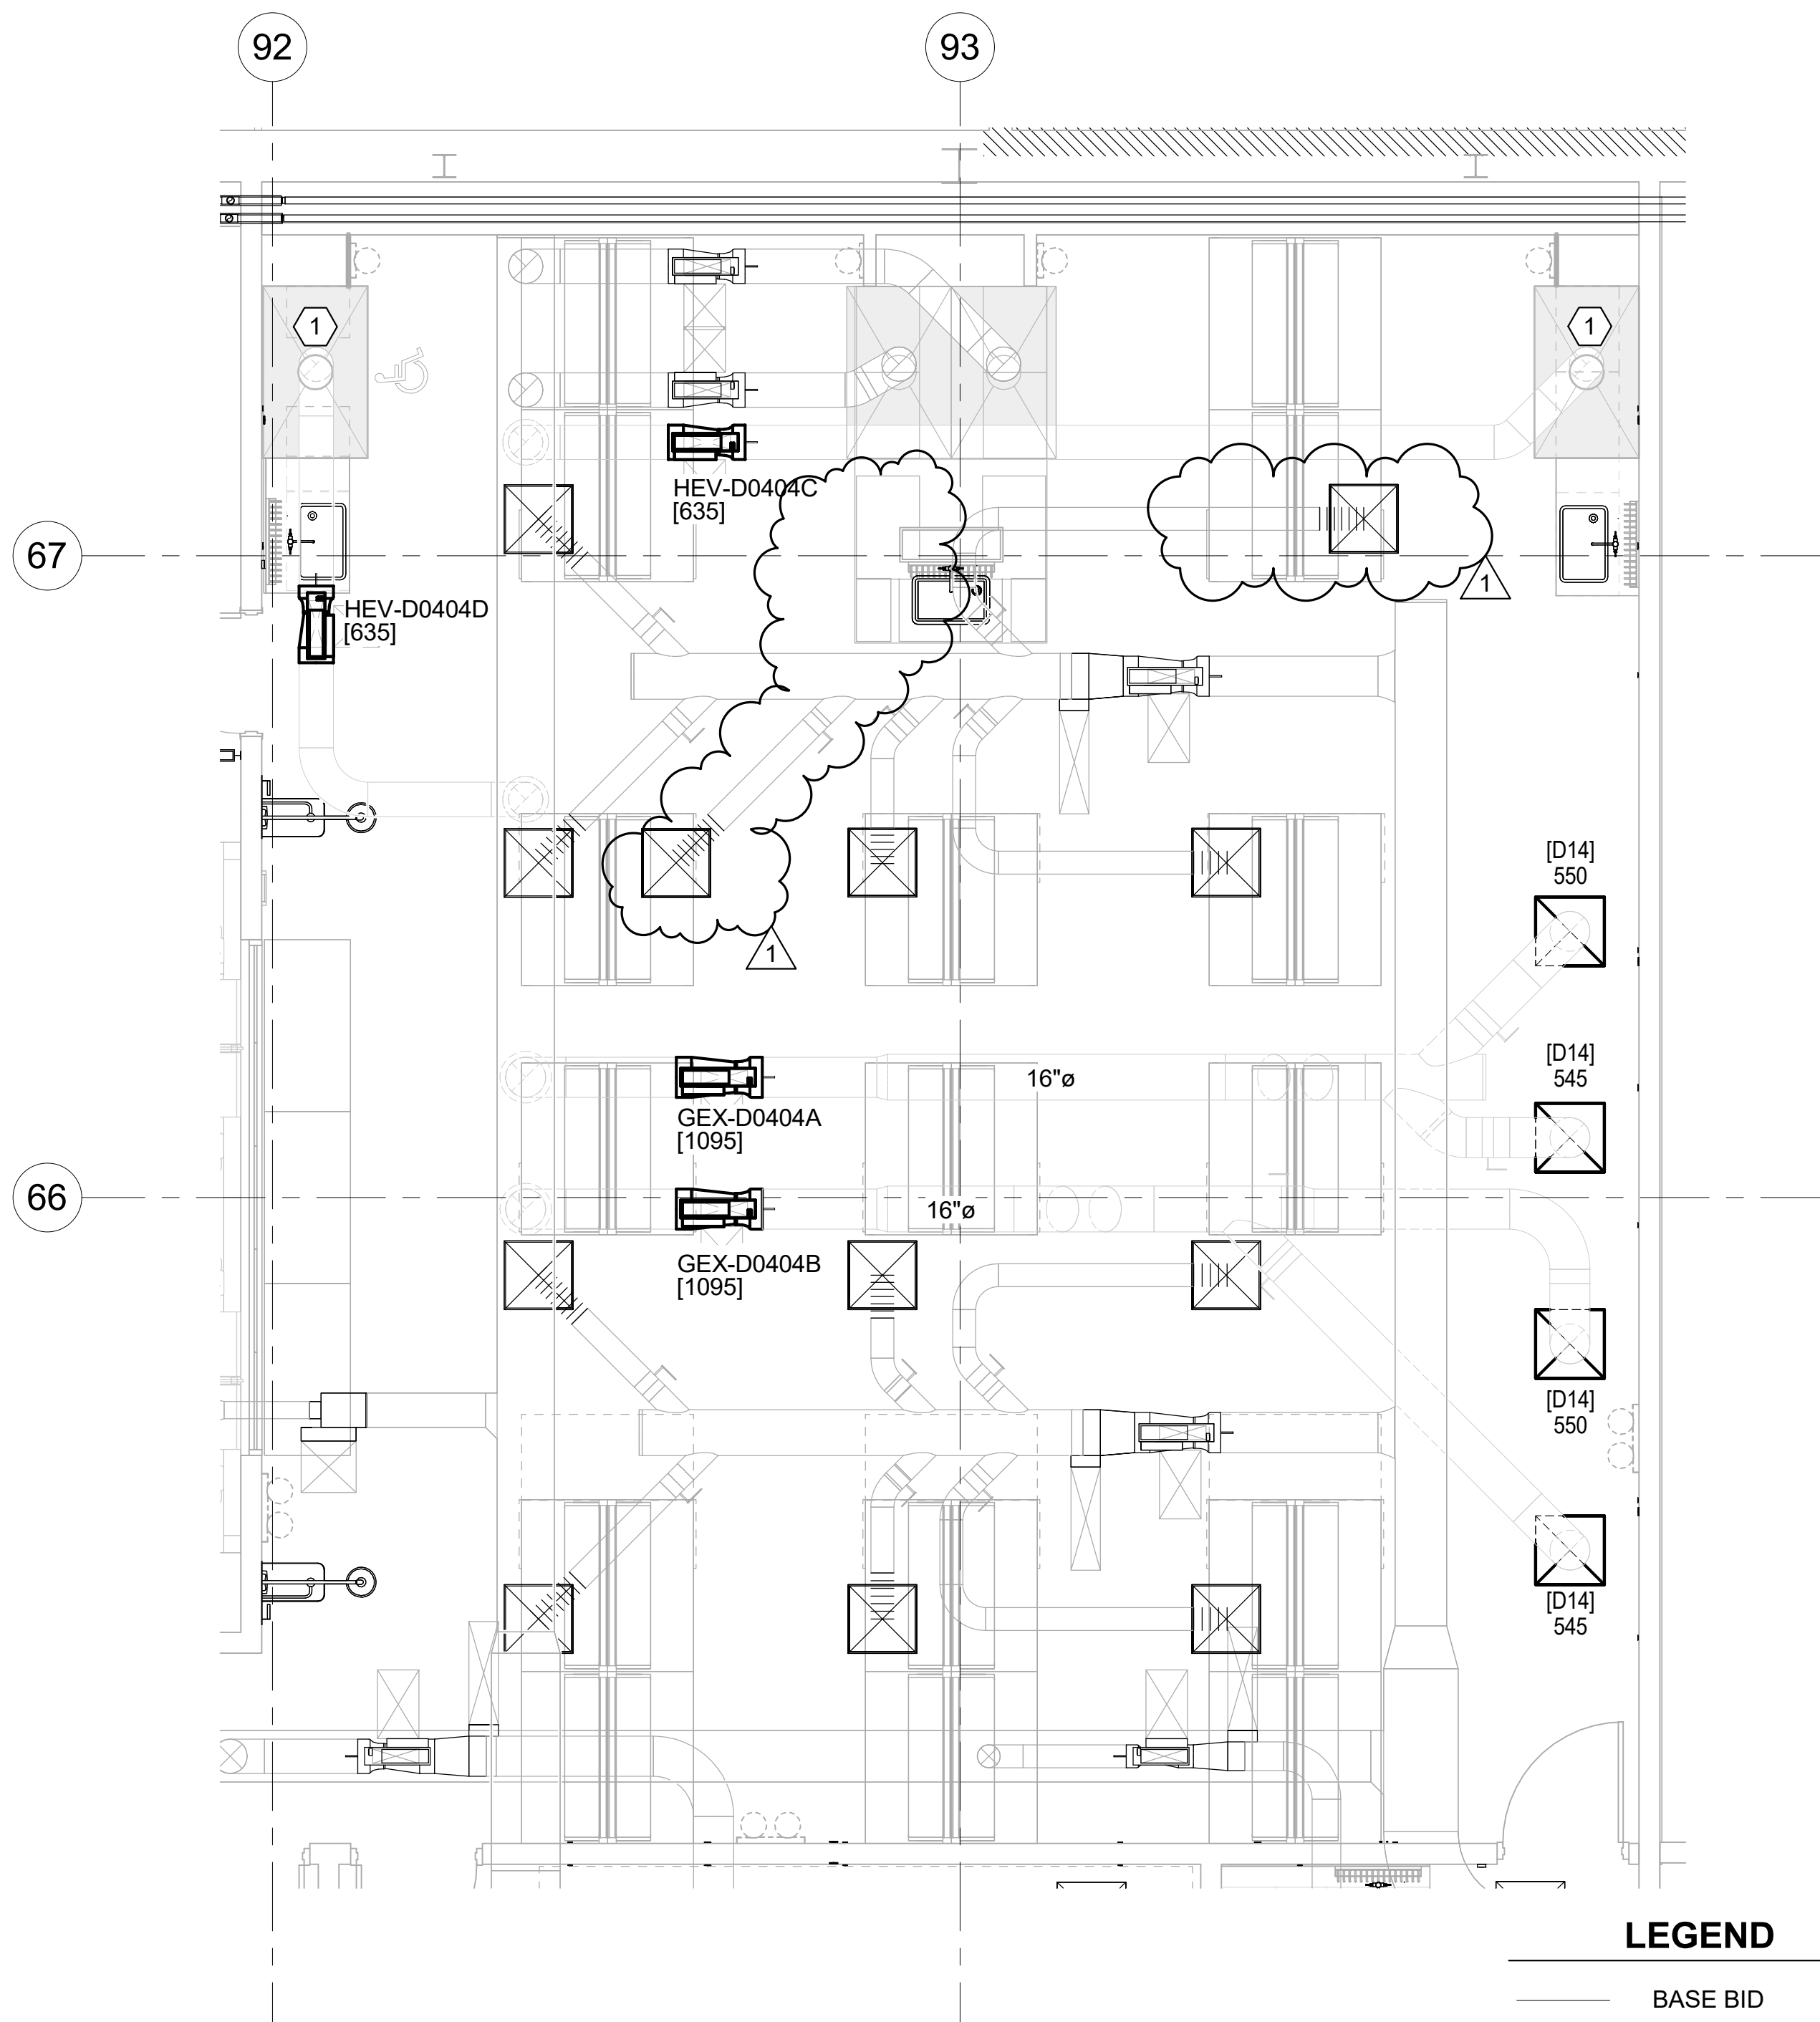 92
93
1
1
HEV-D0404C
[635]
67
1
HEV-D0404D
[635]
[D14]
550
1
[D14]
545
16"ø
GEX-D0404A
[1095]
66
16"ø
GEX-D0404B
[1095]
[D14]
550
[D14]
545
LEGEND
BASE BID